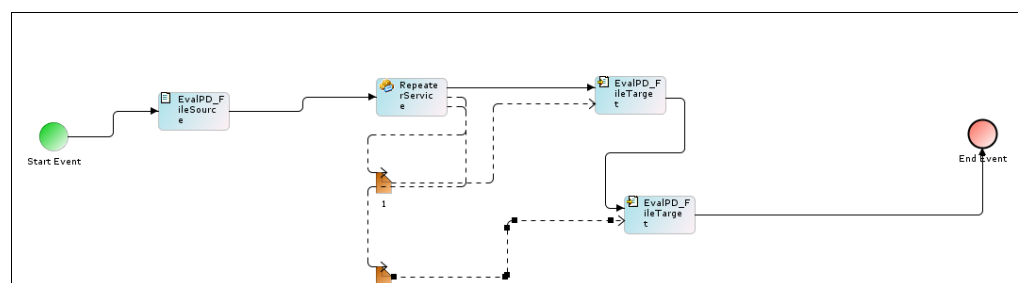 EvalPD_F
ileSourc
e
Repeate
rServic
e
EvalPD_F
ileTarge
t
Start Event
End Event
1
EvalPD_F
ileTarge
t